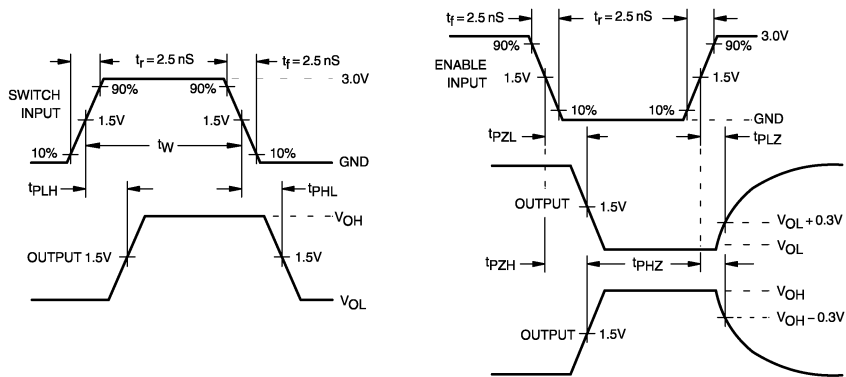 tr = 2.5 nS
tf = 2.5 nS
3.0V
SWITCH
INPUT
90%
90%
1.5V
1.5V
tW
10%
10%
GND
tPLH
tPHL
VOH
OUTPUT
1.5V
1.5V
VOL
tf = 2.5 nS
tr = 2.5 nS
90%
90%
3.0V
ENABLE
INPUT
1.5V
1.5V
10%
10%
GND
tPZL
tPLZ
OUTPUT
1.5V
VOL + 0.3V
VOL
tPZH
tPHZ
VOH
VOH – 0.3V
OUTPUT
1.5V